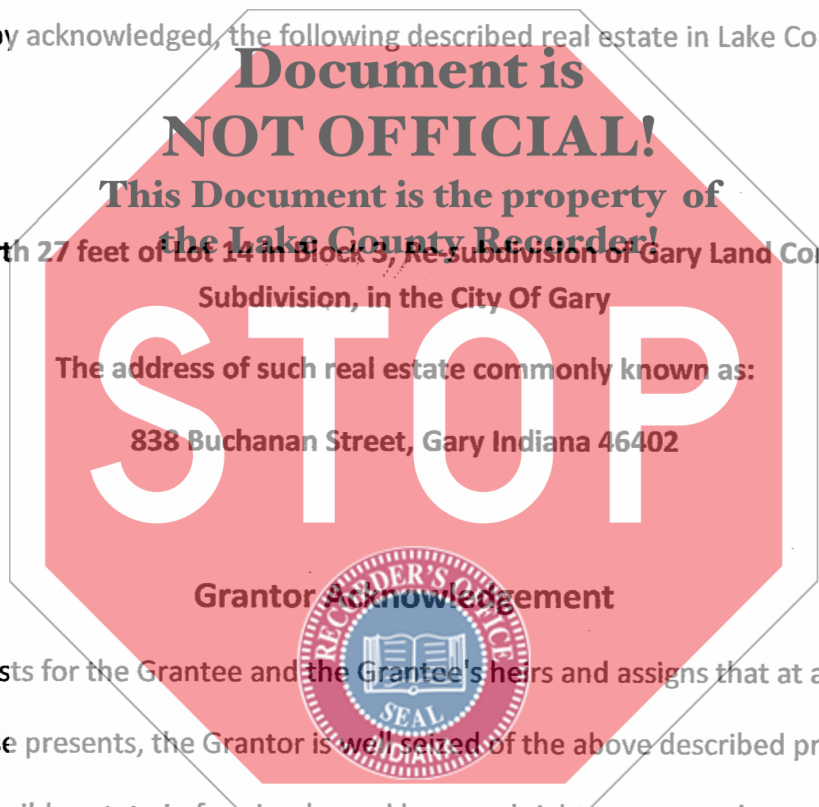 y acknowledged, the following described real estate in Lake Co
Document is
NOT OFFICIAL!
This Document is the property of
the Lake County Recorder!
th 27 feet of Lot 14 in Block 3, Re-subdivision of Gary Land Co
Subdivision, in the City Of Gary
STOP
The address of such real estate commonly known as:
838 Buchanan Street, Gary Indiana 46402
Grantor Acknowledgement
RECORDER'S OFFICE
SEAL
INDIANA
sts for the Grantee and the Grantee's heirs and assigns that at a
e presents, the Grantor is well seized of the above described pr